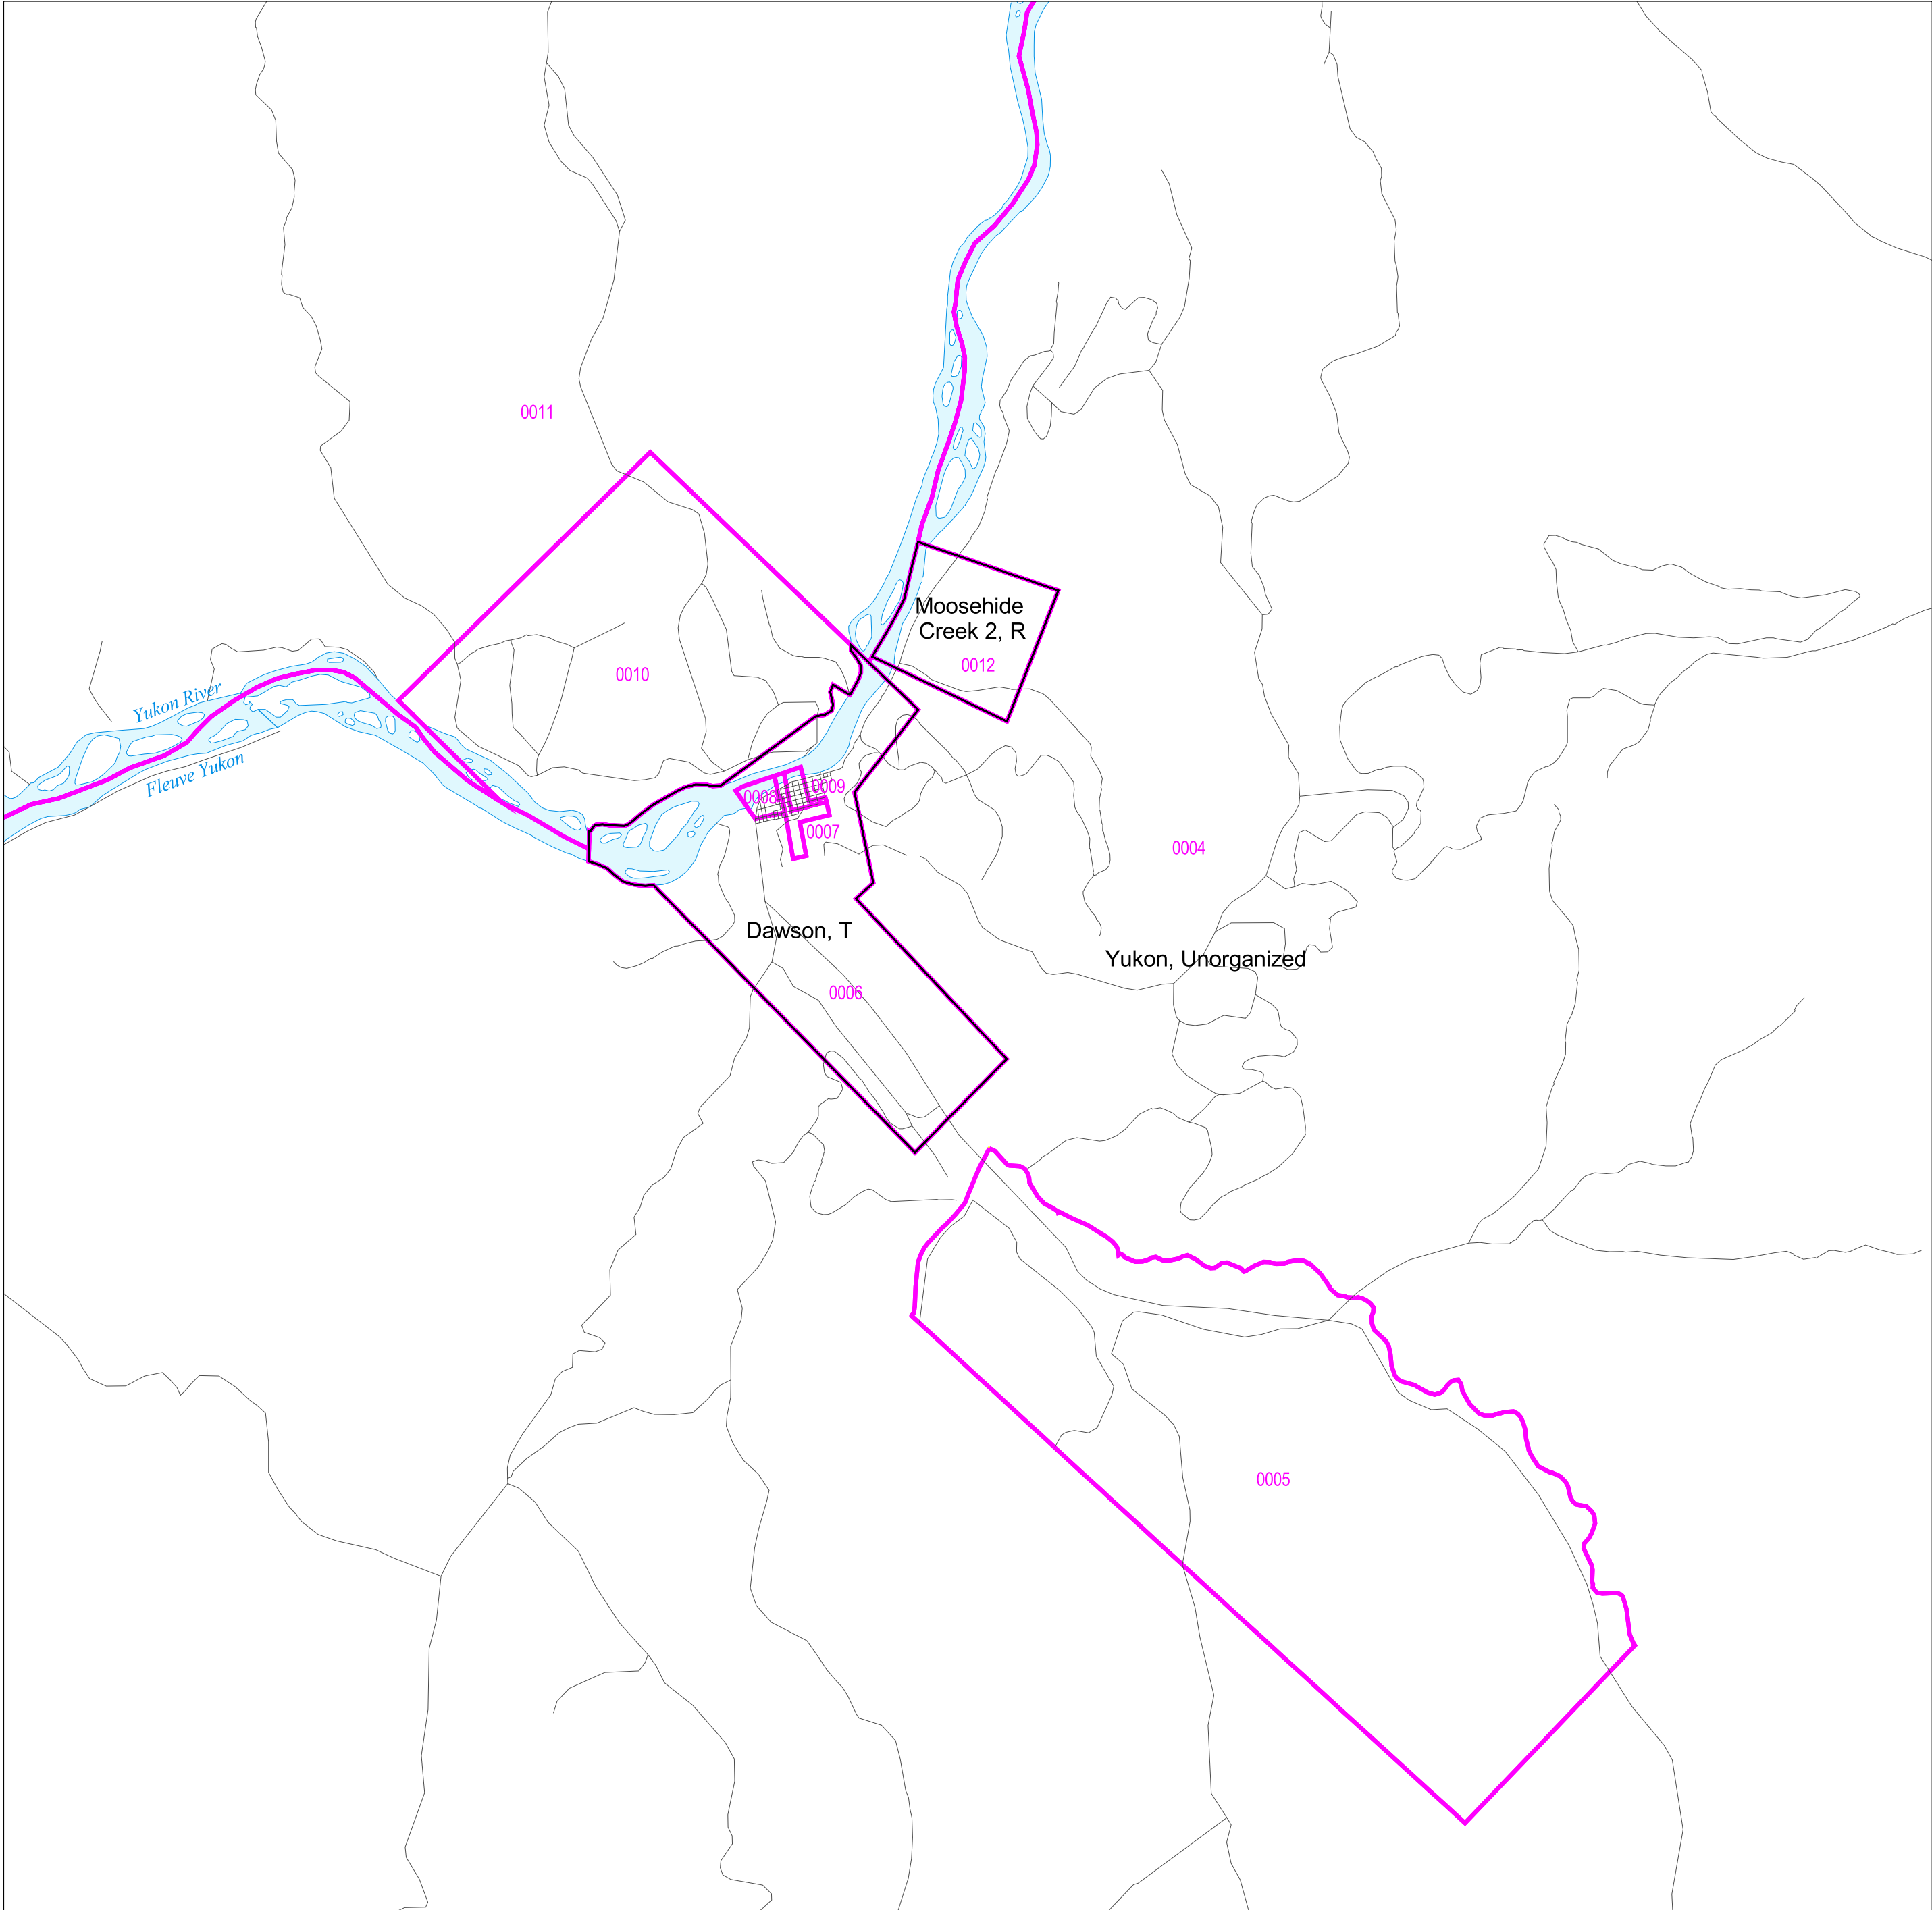 0011
Moosehide
Creek 2, R
0012
0010
Yukon River
Fleuve Yukon
0009
0008
0007
0004
Dawson, T
Yukon, Unorganized
0006
0005